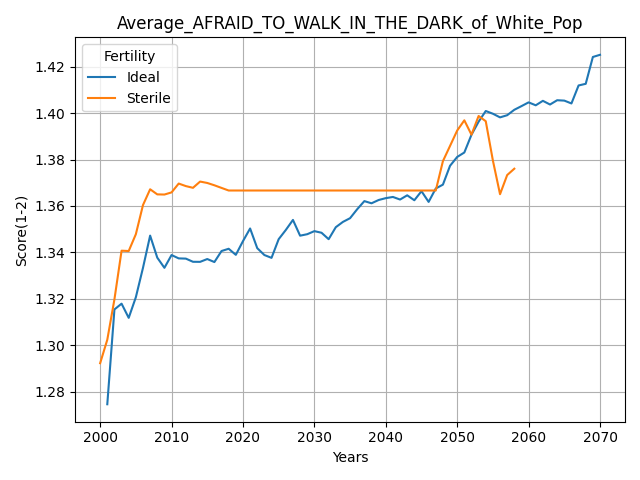 Average_AFRAID_TO_WALK_IN_THE_DARK_of_White_Pop
Fertility
Ideal
Sterile
1.42
1.40
1.38
1.36
1.34
1.32
1.30
1.28
Score(1-2)
2000 2010 2020 2030 2040 2050 2060 2070
Years